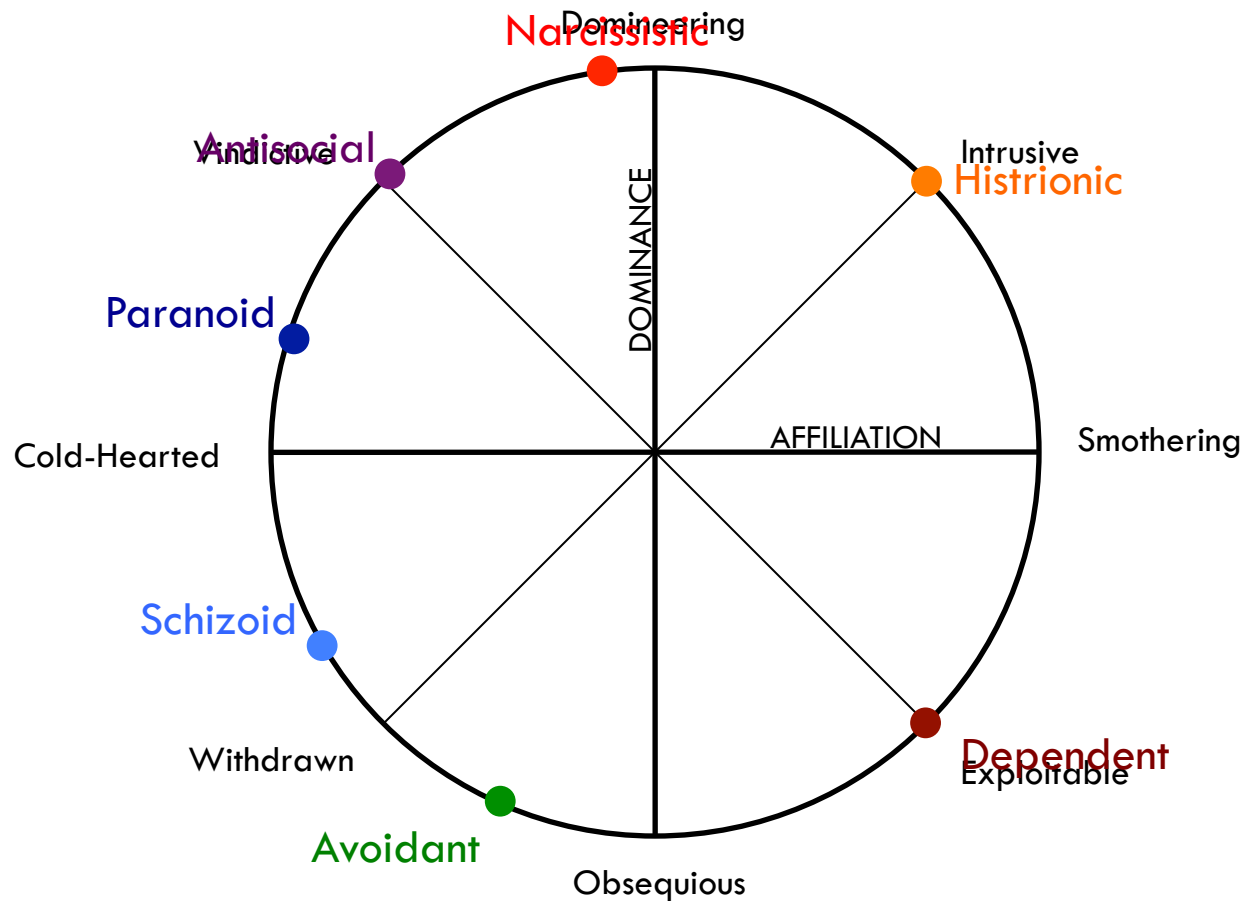 Domineering
Narcissistic
Vindictive
Antisocial
Intrusive
Histrionic
DOMINANCE
Paranoid
AFFILIATION
Smothering
Cold-Hearted
Schizoid
Withdrawn
Dependent
Exploitable
Avoidant
Obsequious